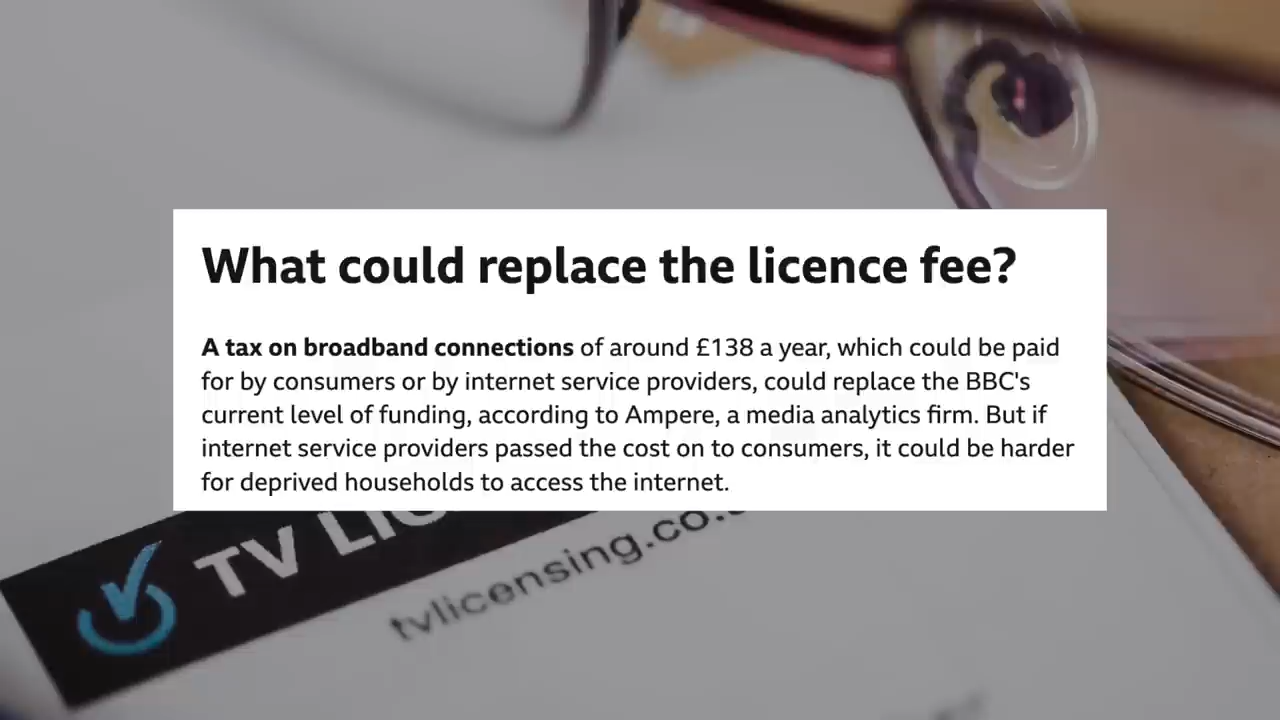 What could replace the licence fee?
A tax on broadband connections of around £138 a year, which could be paid
for by consumers or by internet service providers, could replace the BBC's
current level of funding, according to Ampere, a media analytics firm. But if
internet service providers passed the cost on to consumers, it could be harder
for deprived households to access the internet.
TV LIC
tvlicensing.co.